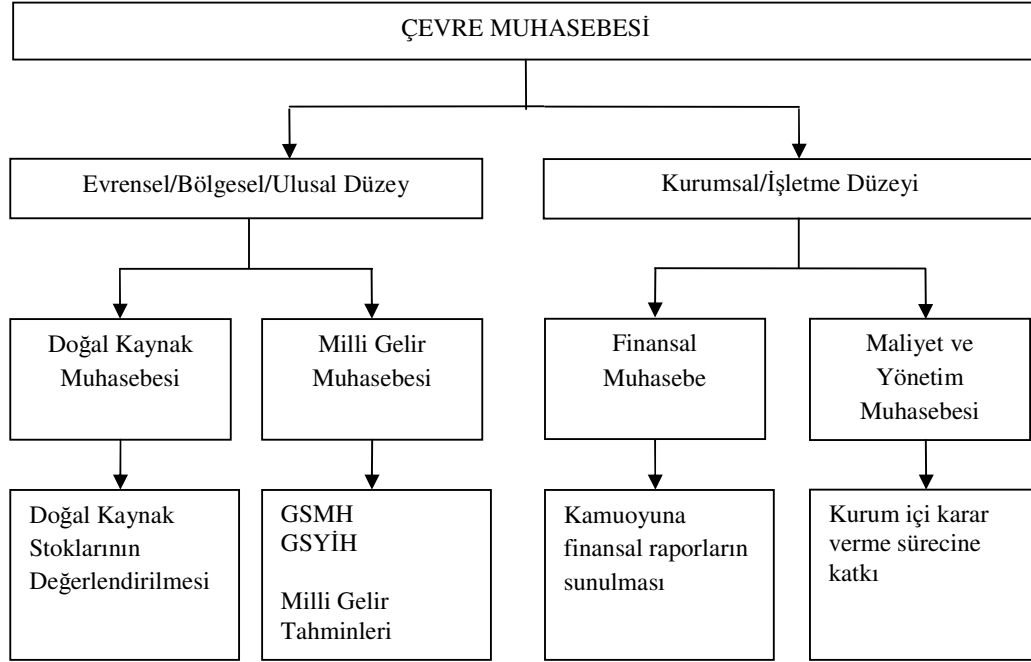 ÇEVRE MUHASEBESİ
Evrensel/Bölgesel/Ulusal Düzey
Kurumsal/İşletme Düzeyi
Doğal Kaynak
Muhasebesi
Milli Gelir
Muhasebesi
Finansal
Muhasebe
Maliyet ve
Yönetim
Muhasebesi
Doğal Kaynak
Stoklarının
Değerlendirilmesi
GSMH
GSYİH
Milli Gelir
Tahminleri
Kamuoyuna
finansal raporların
sunulması
Kurum içi karar
verme sürecine
katkı